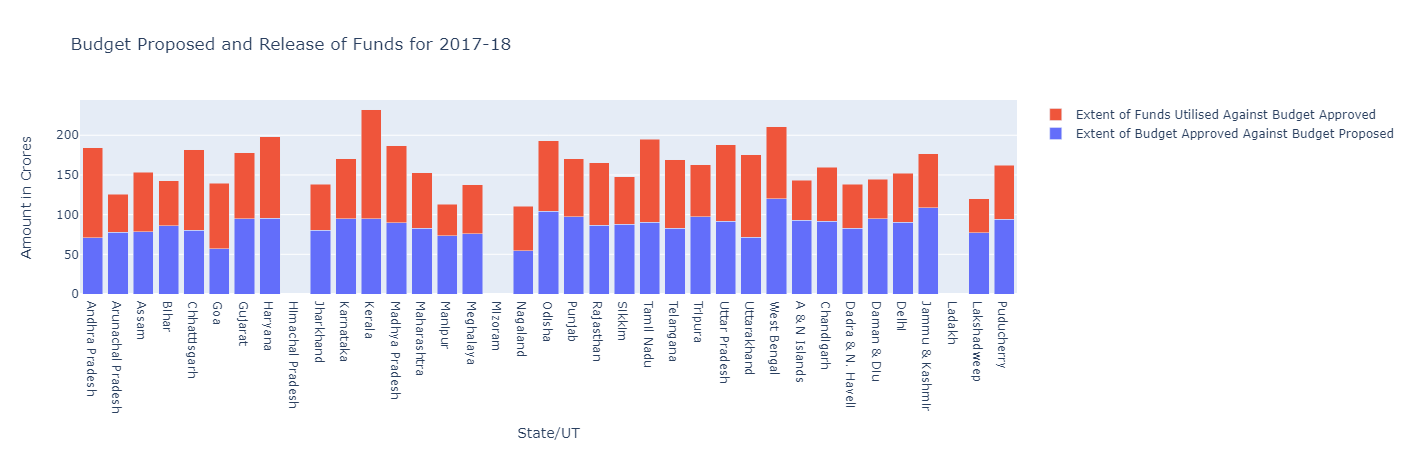 Budget Proposed and Release of Funds for 2017-18
Extent of Funds Utilised Against Budget Approved
Extent of Budget Approved Against Budget Proposed
Amount in Crores
200
150
100
50
0
Andhra Pradesh
Arunachal Pradesh
Assam
Bihar
Chhattisgarh
Goa
Gujarat
Haryana
Himachal Pradesh
Jharkhand
Karnataka
Kerala
Madhya Pradesh
Maharashtra
Manipur
Meghalaya
Mizoram
Nagaland
Odisha
Punjab
Rajasthan
Sikkim
Tamil Nadu
Telangana
Tripura
Uttar Pradesh
Uttarakhand
West Bengal
A & N Islands
Chandigarh
Dadra & N. Haveli
Daman & Diu
Delhi
Jammu & Kashmir
Ladakh
Lakshadweep
Puducherry
State/UT